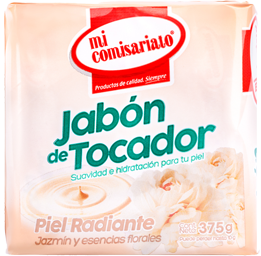 mi
comisariato
Productos de calidad. Siempre
Jabón
de Tocador
Suavidad e hidratación para tu piel
Piel Radiante
Jazmín y esencias florales
375g